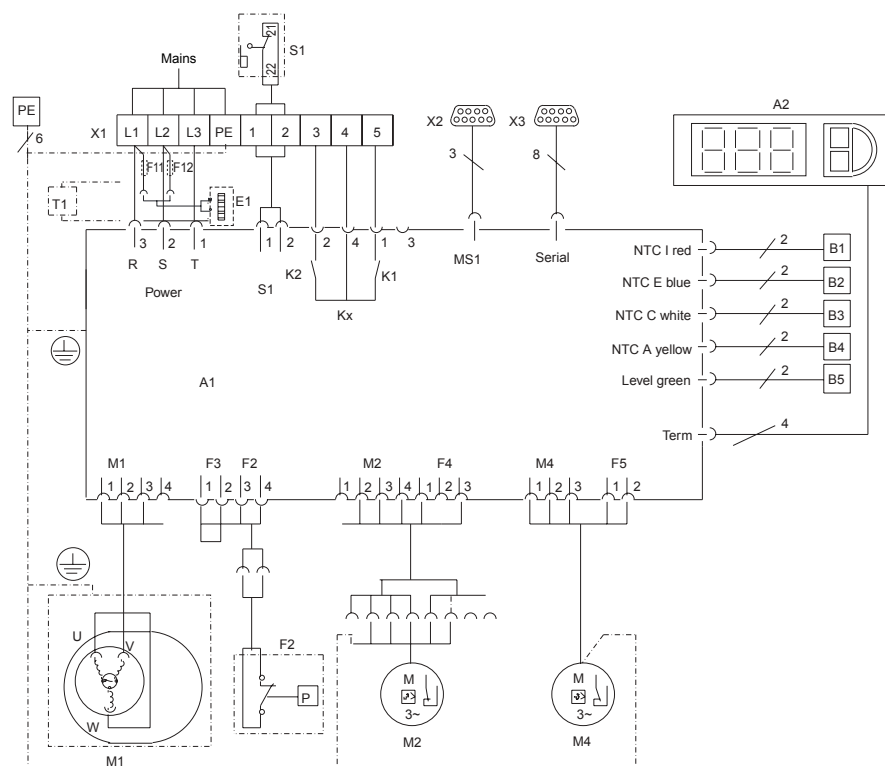 21
S1
22
Mains
PE
6
X1 L1 L2 L3 PE 1 2 3 4 5
X2
X3
A2
F11 F12
T1
E1
3
8
3 2 1
1 2
2 4 1 3
R S T
S1
K2
K1
MS1
Serial
Power
Kx
NTC I red 2 B1
NTC E blue 2 B2
NTC C white 2 B3
NTC A yellow 2 B4
Level green 2 B5
A1
Term 4
M1
F3 F2
M2 F4
M4 F5
1 2 3 4
1 2 3 4
1 2 3 4 1 2 3
1 2 3 1 2
U
V
W
M1
F2
P
M
3~
M2
M
3~
M4